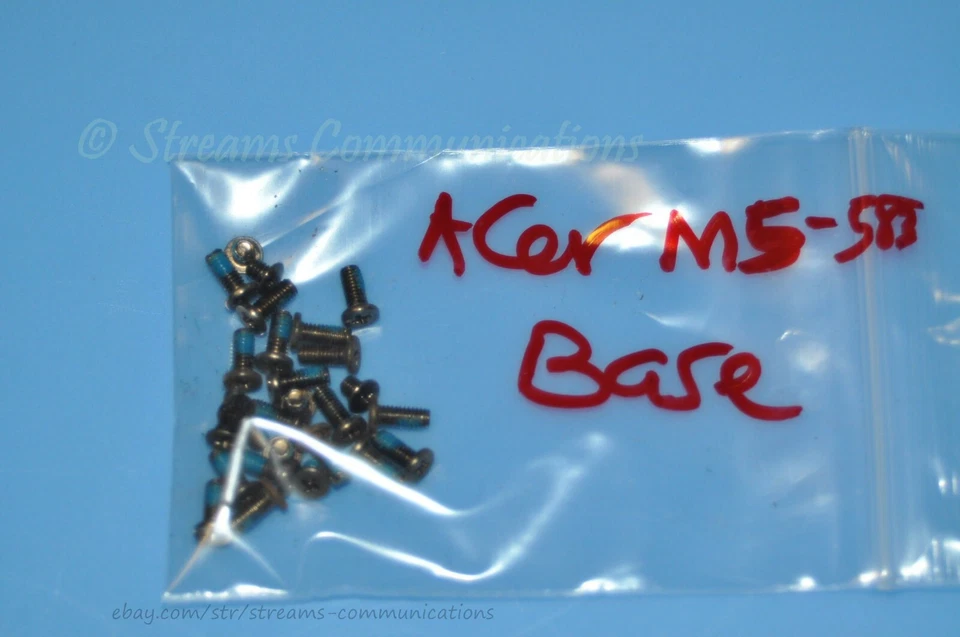 © Streams Communications
Acer M5-583
Base
ebay.com/str/streams-communications